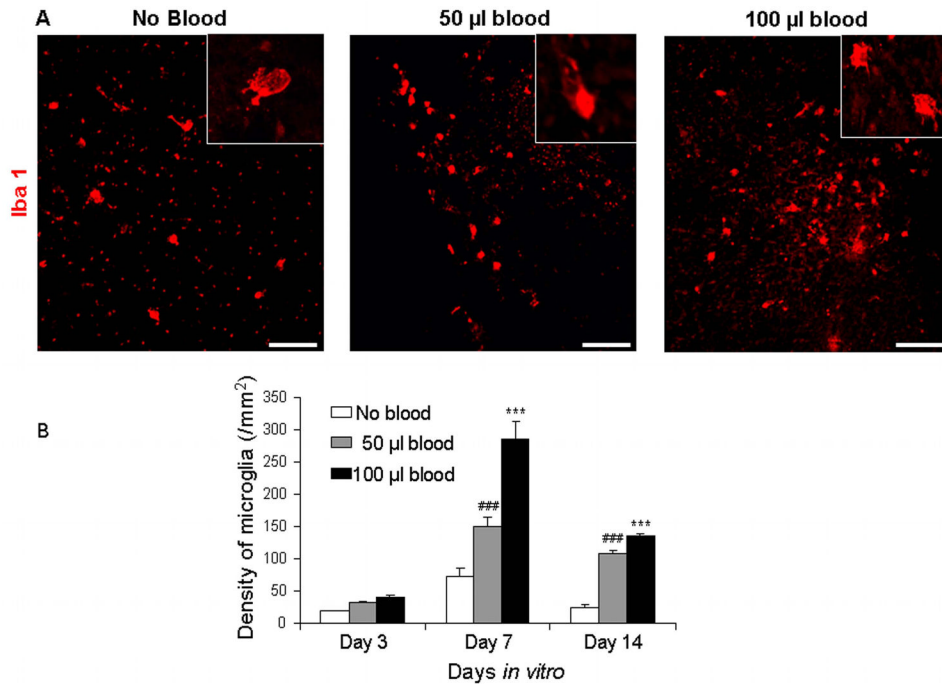 A
No Blood
50 µl blood
100 µl blood
Iba 1
B
Density of microglia (/mm²)
350
300
250
200
150
100
50
0
No blood
50 µl blood
100 µl blood
###
***
###
***
Day 3
Day 7
Day 14
Days in vitro